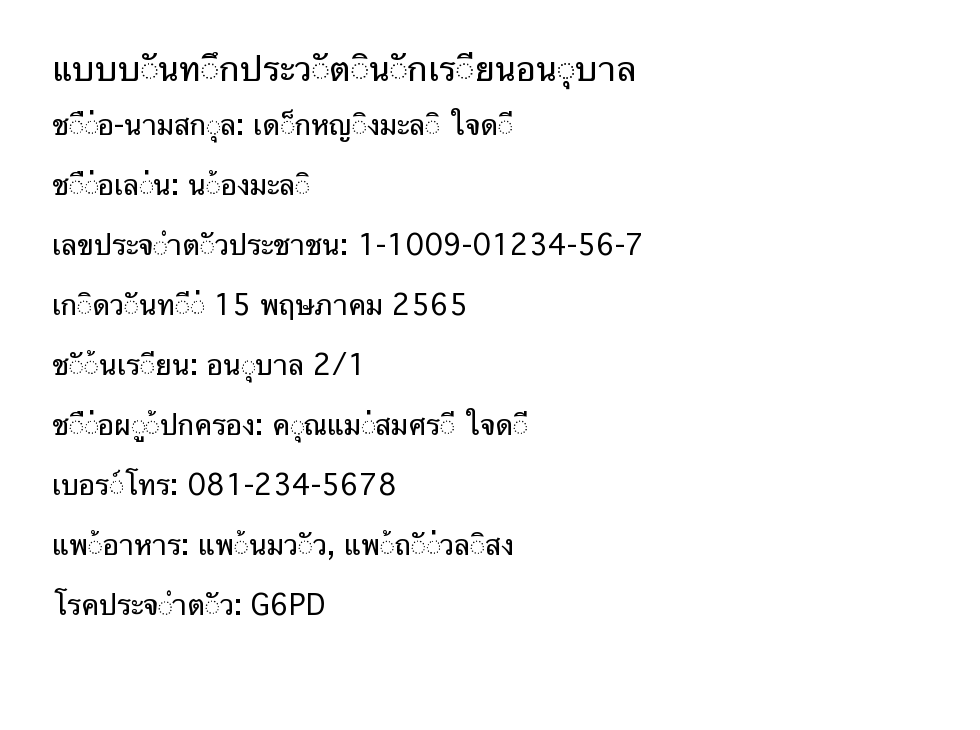 แบบบันทึกประวัตินักเรียนอนุบาล
ชื่อ-นามสกุล: เด็กหญิงมะลิ ใจดี
ชื่อเล่น: น้องมะลิ
เลขประจำตัวประชาชน: 1-1009-01234-56-7
เกิดวันที่ 15 พฤษภาคม 2565
ชั้นเรียน: อนุบาล 2/1
ชื่อผู้ปกครอง: คุณแม่สมศรี ใจดี
เบอร์โทร: 081-234-5678
แพ้อาหาร: แพ้นมวัว, แพ้ถั่วลิสง
โรคประจำตัว: G6PD